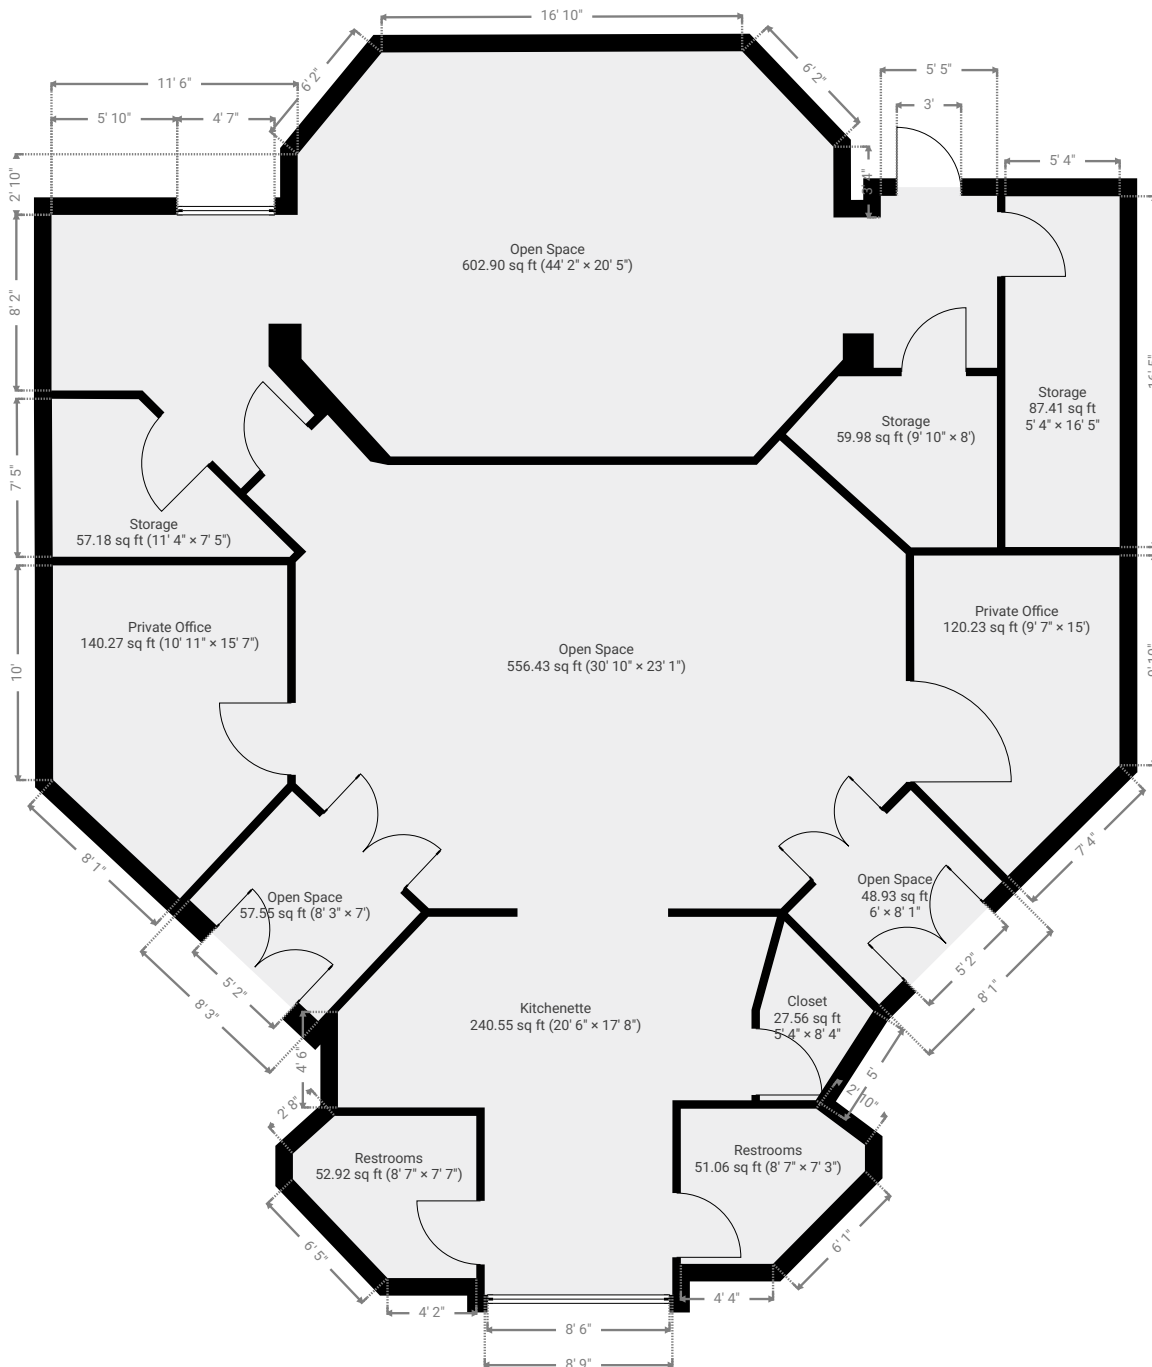 16' 10"
6' 2"
6' 2"
11' 6"
5' 5"
5' 10"
4' 7"
3'
5' 4"
2' 10"
3' 4"
Open Space
602.90 sq ft (44' 2" × 20' 5")
8' 2"
16' 5"
Storage
87.41 sq ft
5' 4" × 16' 5"
Storage
59.98 sq ft (9' 10" × 8')
7' 5"
Storage
57.18 sq ft (11' 4" × 7' 5")
Private Office
140.27 sq ft (10' 11" × 15' 7")
Private Office
120.23 sq ft (9' 7" × 15')
Open Space
556.43 sq ft (30' 10" × 23' 1")
10'
9' 10"
8' 1"
7' 4"
Open Space
57.55 sq ft (8' 3" × 7')
Open Space
48.93 sq ft
6' × 8' 1"
5' 2"
5' 2"
8' 3"
8' 1"
Kitchenette
240.55 sq ft (20' 6" × 17' 8")
Closet
27.56 sq ft
5' 4" × 8' 4"
4' 6"
5'
2' 8"
2' 10"
Restrooms
52.92 sq ft (8' 7" × 7' 7")
Restrooms
51.06 sq ft (8' 7" × 7' 3")
6' 5"
6' 1"
4' 2"
4' 4"
8' 6"
8' 9"